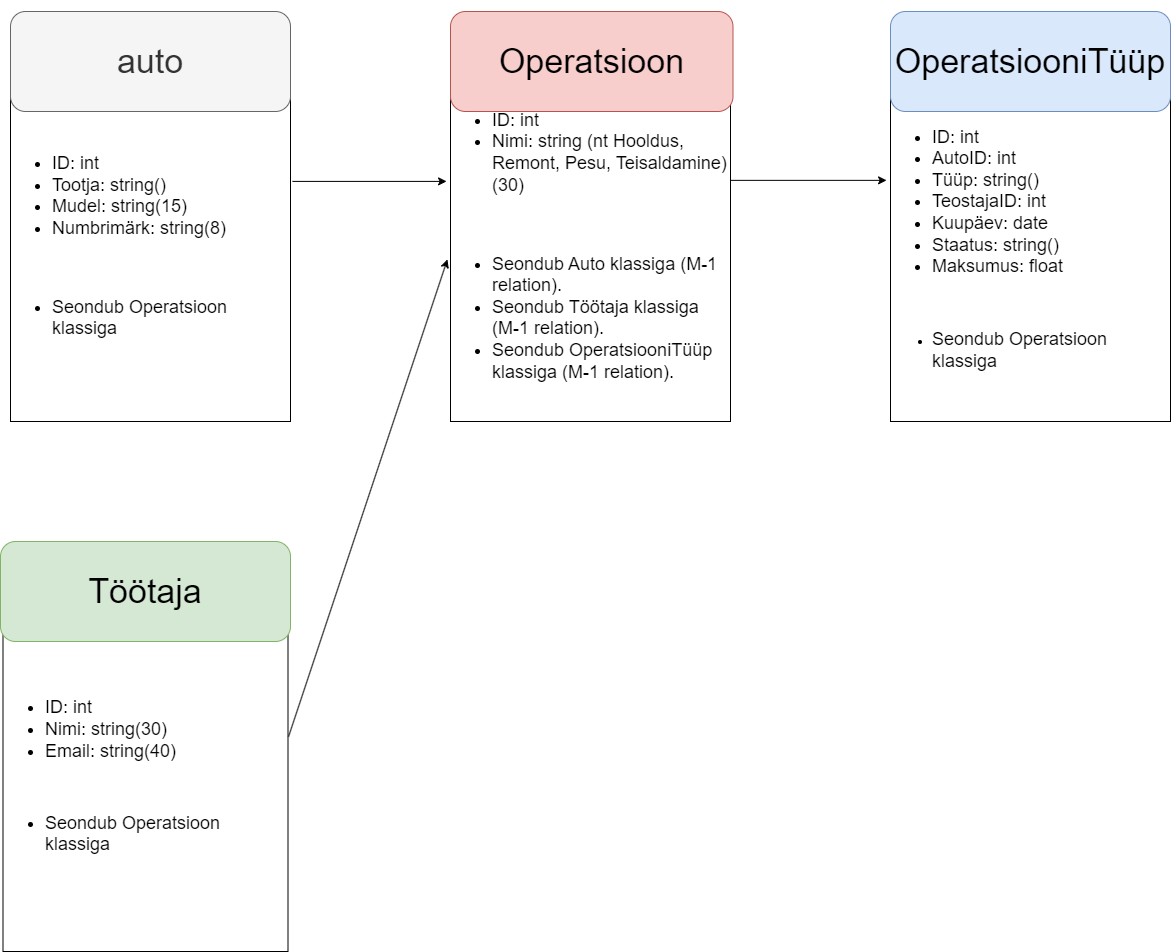 auto
ID: int
Tootja: string()
Mudel: string(15)
Numbrimärk: string(8)
Seondub Operatsioon
klassiga
Operatsioon
ID: int
Nimi: string (nt Hooldus,
Remont, Pesu, Teisaldamine)
(30)
Seondub Auto klassiga (M-1
relation).
Seondub Töötaja klassiga
(M-1 relation).
Seondub OperatsiooniTüüp
klassiga (M-1 relation).
OperatsiooniTüüp
ID: int
AutoID: int
Tüüp: string()
TeostajaID: int
Kuupäev: date
Staatus: string()
Maksumus: float
Seondub Operatsioon
klassiga
Töötaja
ID: int
Nimi: string(30)
Email: string(40)
Seondub Operatsioon
klassiga